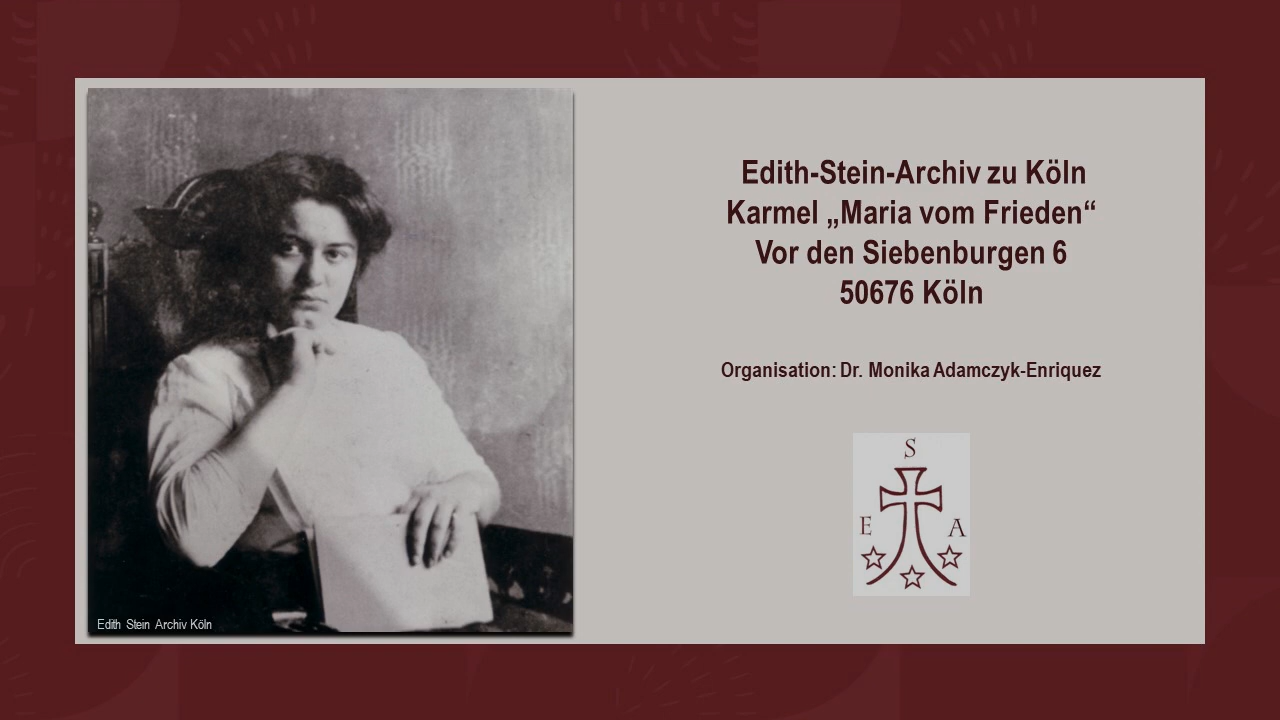 Edith-Stein-Archiv zu Köln
Karmel „Maria vom Frieden“
Vor den Siebenburgen 6
50676 Köln
Organisation: Dr. Monika Adamczyk-Enriquez
S
E A
Edith Stein Archiv Köln